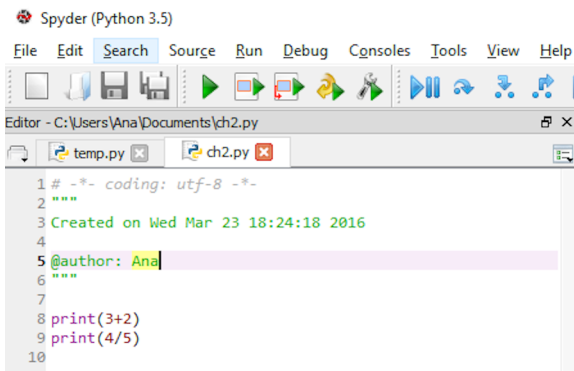 Spyder (Python 3.5)
File Edit Search Source Run Debug Consoles Tools View Help
Editor - C:\Users\Ana\Documents\ch2.py
temp.py ch2.py
1 # -*- coding: utf-8 -*-
2 """
3 Created on Wed Mar 23 18:24:18 2016
4
5 @author: Ana
6 """
7
8 print(3+2)
9 print(4/5)
10